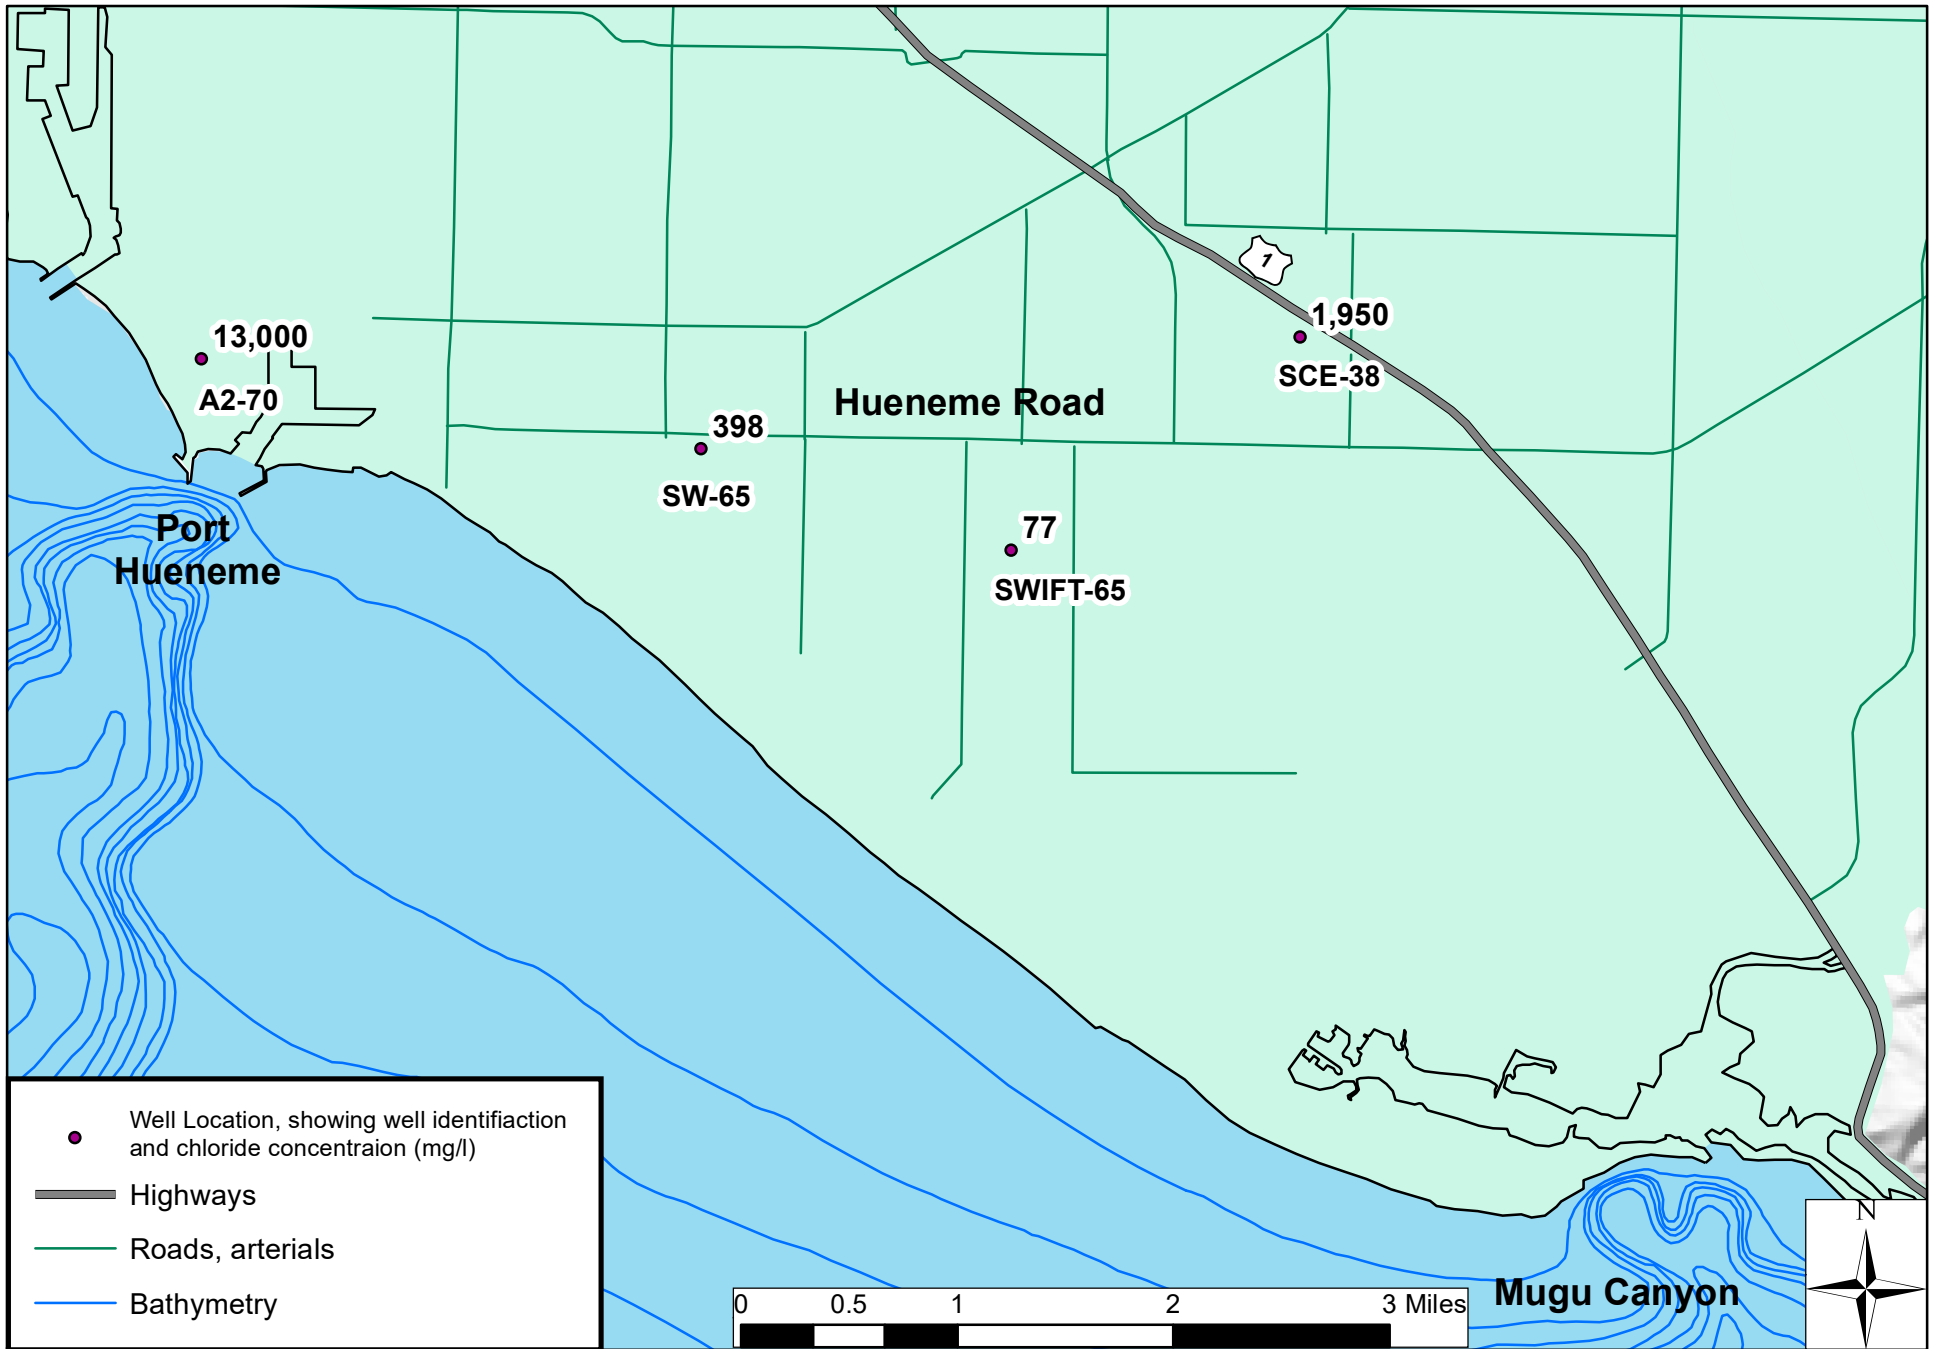 1
1,950
13,000
SCE-38
A2-70
Hueneme Road
398
SW-65
77
Port
Hueneme
SWIFT-65
Well Location, showing well identifiaction
and chloride concentraion (mg/l)
Highways
Roads, arterials
Bathymetry
0 0.5 1 2 3 Miles
Mugu Canyon
N